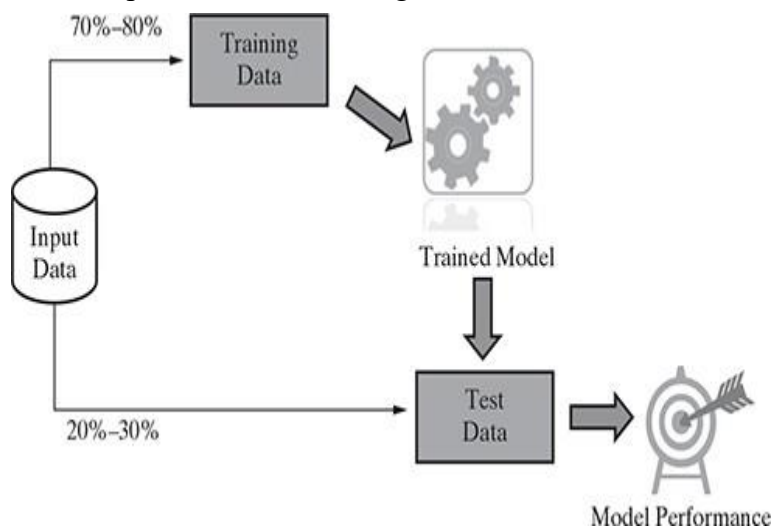 70%–80%
Training
Data
Input
Data
Trained Model
20%–30%
Test
Data
Model Performance